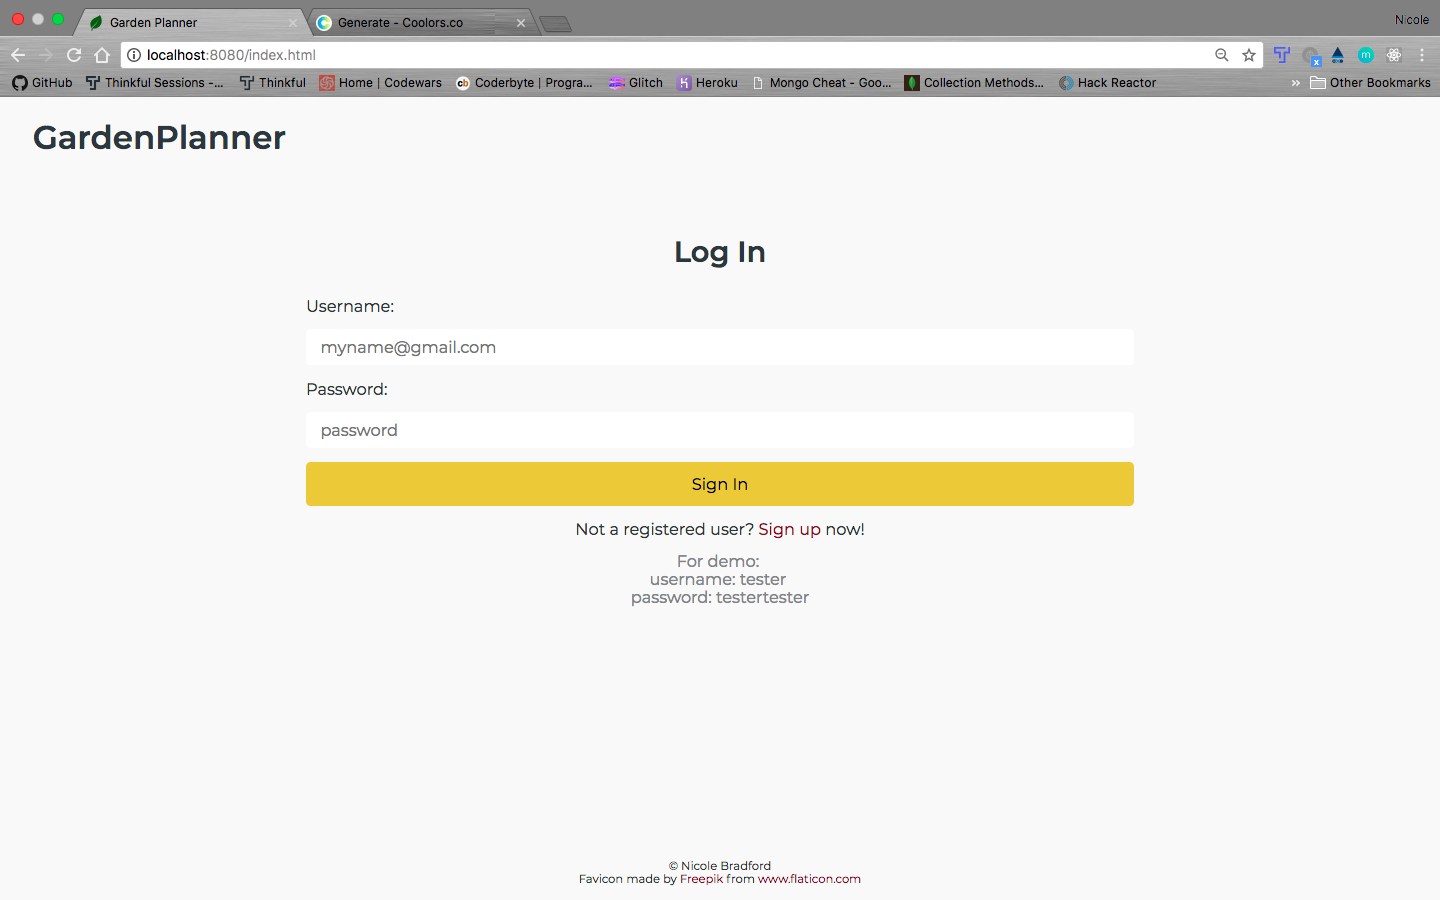 Garden Planner
Generate - Coolors.co
Nicole
localhost:8080/index.html
GitHub
Thinkful Sessions -...
Thinkful
Home | Codewars
Coderbyte | Progra...
Glitch
Heroku
Mongo Cheat - Goo...
Collection Methods...
Hack Reactor
Other Bookmarks
GardenPlanner
Log In
Username:
myname@gmail.com
Password:
password
Sign In
Not a registered user? Sign up now!
For demo:
username: tester
password: testertester
© Nicole Bradford
Favicon made by Freepik from www.flaticon.com